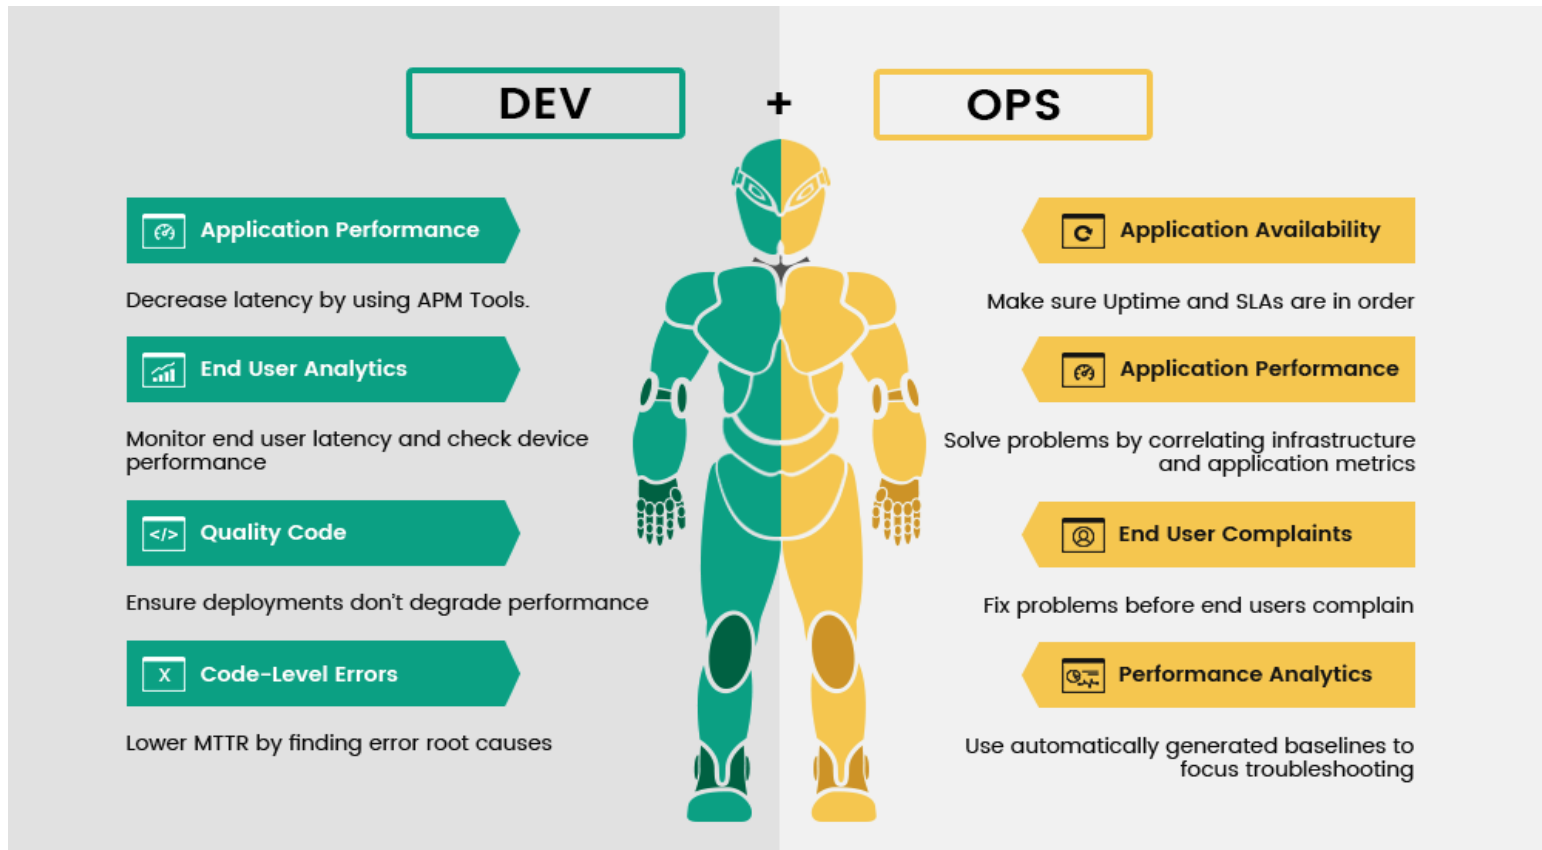 DEV
+
OPS
Application Performance
Decrease latency by using APM Tools.
End User Analytics
Monitor end user latency and check device
performance
</>
Quality Code
Ensure deployments don't degrade performance
X
Code-Level Errors
Lower MTTR by finding error root causes
Application Availability
Make sure Uptime and SLAs are in order
Application Performance
Solve problems by correlating infrastructure
and application metrics
End User Complaints
Fix problems before end users complain
Performance Analytics
Use automatically generated baselines to
focus troubleshooting